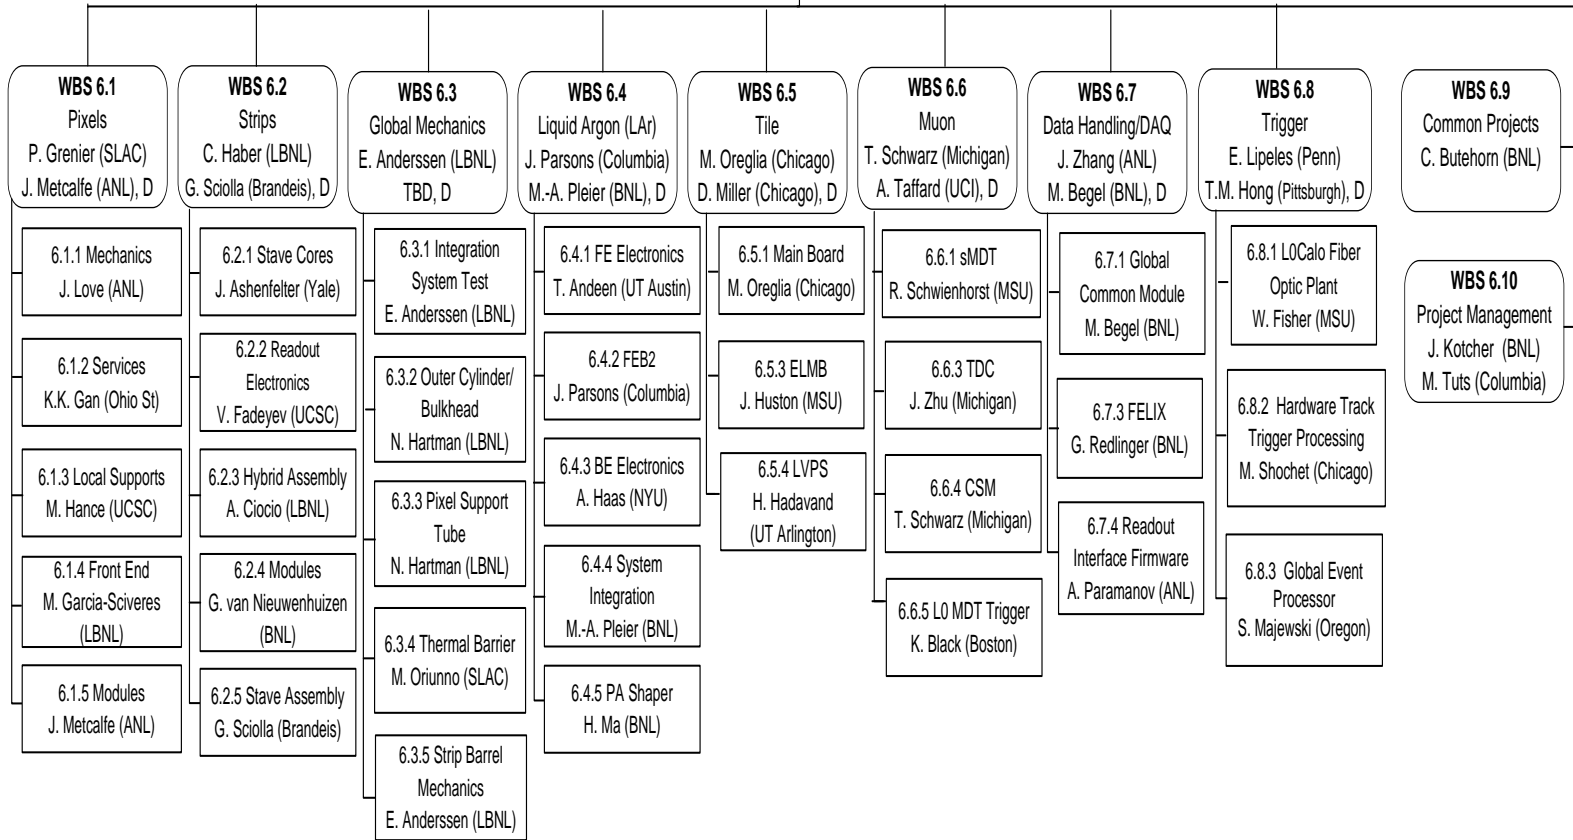 WBS 6.1
Pixels
P. Grenier (SLAC)
J. Metcalfe (ANL), D
6.1.1 Mechanics
J. Love (ANL)
6.1.2 Services
K.K. Gan (Ohio St)
6.1.3 Local Supports
M. Hance (UCSC)
6.1.4 Front End
M. Garcia-Sciveres
(LBNL)
6.1.5 Modules
J. Metcalfe (ANL)
WBS 6.2
Strips
C. Haber (LBNL)
G. Sciolla (Brandeis), D
6.2.1 Stave Cores
J. Ashenfelter (Yale)
6.2.2 Readout
Electronics
V. Fadeyev (UCSC)
6.2.3 Hybrid Assembly
A. Ciocio (LBNL)
6.2.4 Modules
G. van Nieuwenhuizen
(BNL)
6.2.5 Stave Assembly
G. Sciolla (Brandeis)
WBS 6.3
Global Mechanics
E. Anderssen (LBNL)
TBD, D
6.3.1 Integration
System Test
E. Anderssen (LBNL)
6.3.2 Outer Cylinder/
Bulkhead
N. Hartman (LBNL)
6.3.3 Pixel Support
Tube
N. Hartman (LBNL)
6.3.4 Thermal Barrier
M. Oriunno (SLAC)
6.3.5 Strip Barrel
Mechanics
E. Anderssen (LBNL)
WBS 6.4
Liquid Argon (LAr)
J. Parsons (Columbia)
M.-A. Pleier (BNL), D
6.4.1 FE Electronics
T. Andeen (UT Austin)
6.4.2 FEB2
J. Parsons (Columbia)
6.4.3 BE Electronics
A. Haas (NYU)
6.4.4 System
Integration
M.-A. Pleier (BNL)
6.4.5 PA Shaper
H. Ma (BNL)
WBS 6.5
Tile
M. Oreglia (Chicago)
D. Miller (Chicago), D
6.5.1 Main Board
M. Oreglia (Chicago)
6.5.3 ELMB
J. Huston (MSU)
6.5.4 LVPS
H. Hadavand
(UT Arlington)
WBS 6.6
Muon
T. Schwarz (Michigan)
A. Taffard (UCI), D
6.6.1 sMDT
R. Schwienhorst (MSU)
6.6.3 TDC
J. Zhu (Michigan)
6.6.4 CSM
T. Schwarz (Michigan)
6.6.5 L0 MDT Trigger
K. Black (Boston)
WBS 6.7
Data Handling/DAQ
J. Zhang (ANL)
M. Begel (BNL), D
6.7.1 Global
Common Module
M. Begel (BNL)
6.7.3 FELIX
G. Redlinger (BNL)
6.7.4 Readout
Interface Firmware
A. Paramanov (ANL)
WBS 6.8
Trigger
E. Lipeles (Penn)
T.M. Hong (Pittsburgh), D
6.8.1 L0Calo Fiber
Optic Plant
W. Fisher (MSU)
6.8.2 Hardware Track
Trigger Processing
M. Shochet (Chicago)
6.8.3 Global Event
Processor
S. Majewski (Oregon)
WBS 6.9
Common Projects
C. Butehorn (BNL)
WBS 6.10
Project Management
J. Kotcher (BNL)
M. Tuts (Columbia)